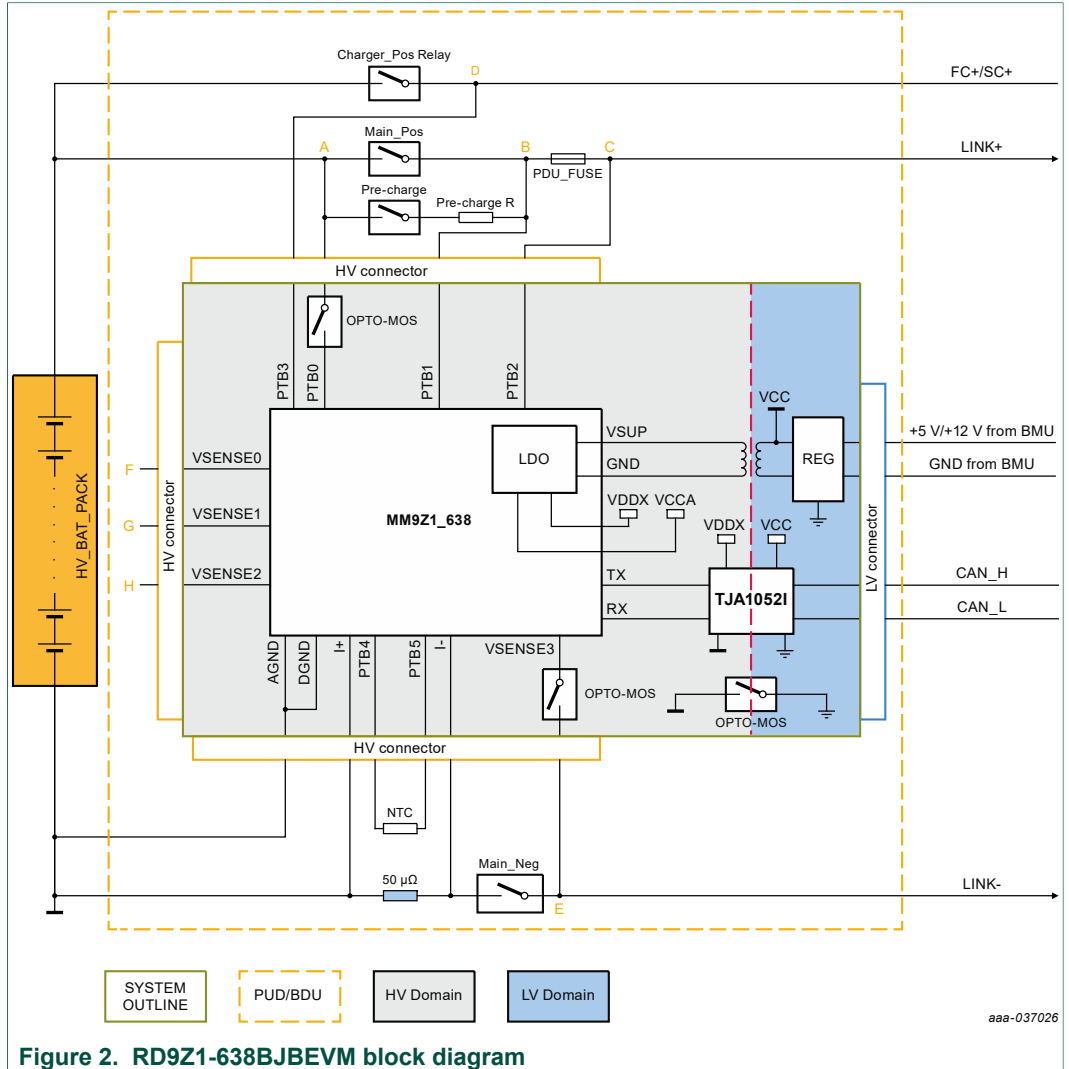 Charger_Pos Relay
D
FC+/SC+
Main_Pos
A
B
C
LINK+
PDU_FUSE
Pre-charge
Pre-charge R
HV connector
OPTO-MOS
PTB3
PTB0
PTB1
PTB2
VCC
VSUP
+5 V/+12 V from BMU
LDO
REG
F
VSENSE0
GND
GND from BMU
HV_BAT_PACK
HV connector
VDDX
VCCA
MM9Z1_638
G
VSENSE1
VDDX
VCC
LV connector
H
VSENSE2
TX
CAN_H
TJA1052I
RX
CAN_L
AGND
DGND
I+
PTB4
PTB5
I-
VSENSE3
OPTO-MOS
OPTO-MOS
HV connector
NTC
Main_Neg
50 μΩ
LINK-
E
SYSTEM
OUTLINE
PUD/BDU
HV Domain
LV Domain
aaa-037026
Figure 2. RD9Z1-638BJBEVM block diagram